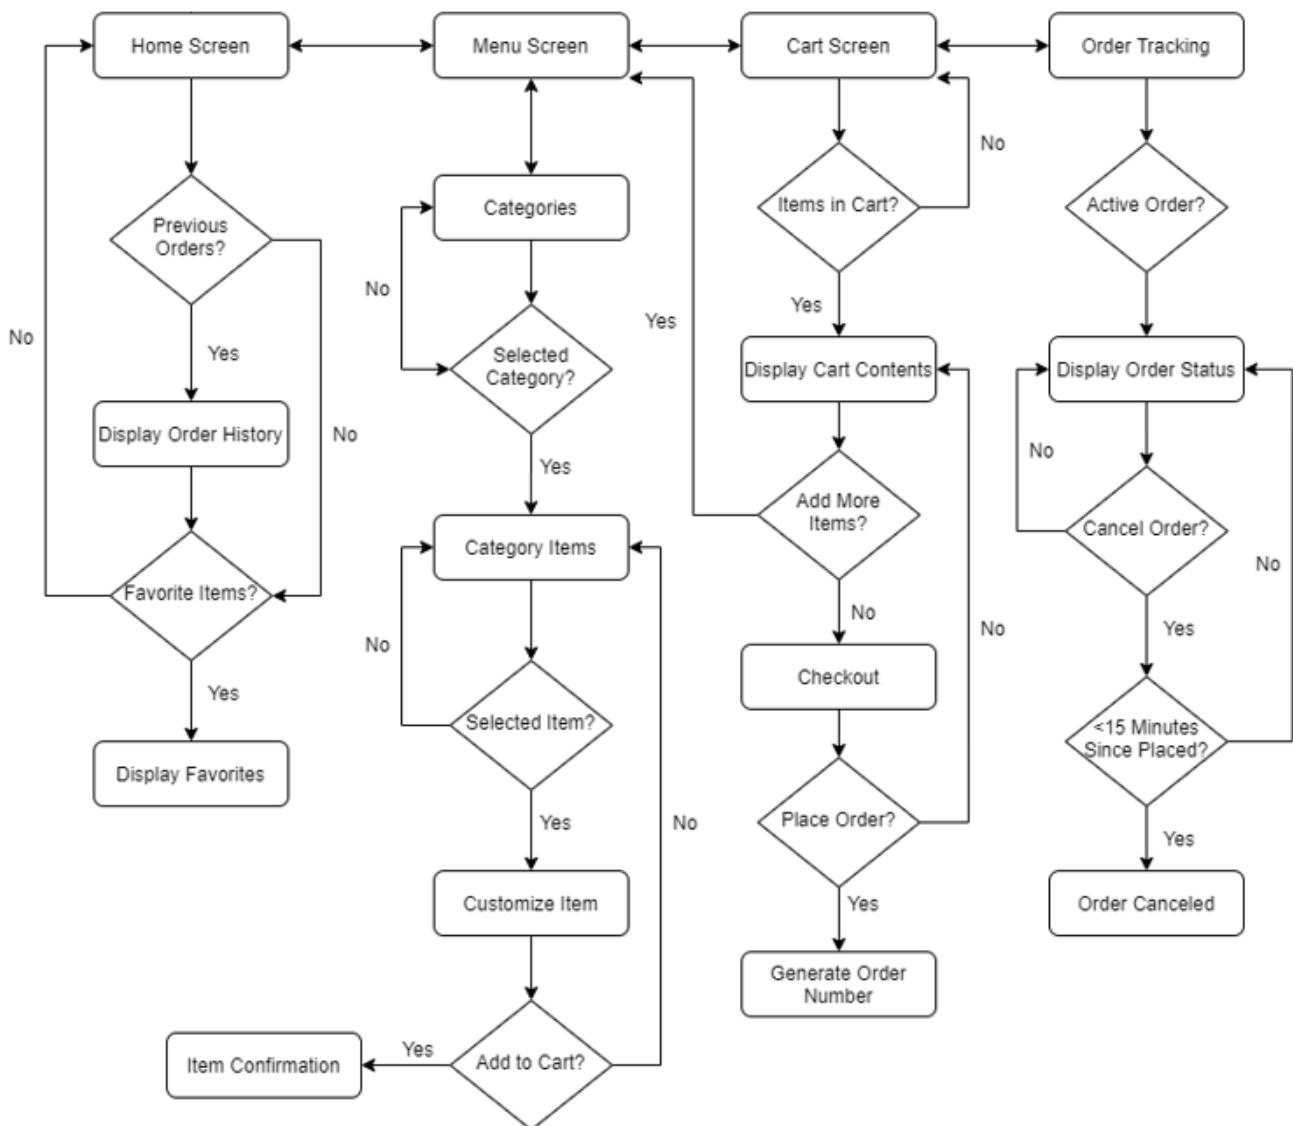 Home Screen
Menu Screen
Cart Screen
Order Tracking
No
Previous
Orders?
Categories
Items in Cart?
Active Order?
No
Yes
No
Yes
Yes
Selected
Category?
Display Cart Contents
Display Order Status
Display Order History
No
Yes
No
Add More
Items?
Cancel Order?
Category Items
No
Favorite Items?
No
No
No
Yes
Yes
Checkout
Selected Item?
<15 Minutes
Since Placed?
Display Favorites
Yes
No
Place Order?
Yes
Customize Item
Yes
Order Canceled
Generate Order
Number
Yes
Item Confirmation
Add to Cart?